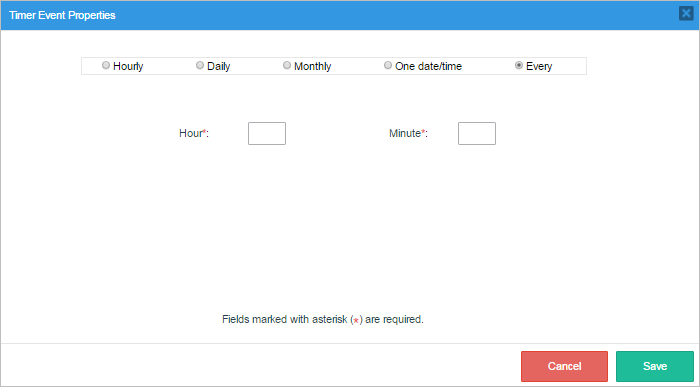 Timer Event Properties
Hourly Daily Monthly One date/time Every
Hour*: Minute*:
Fields marked with asterisk (*) are required.
Cancel Save